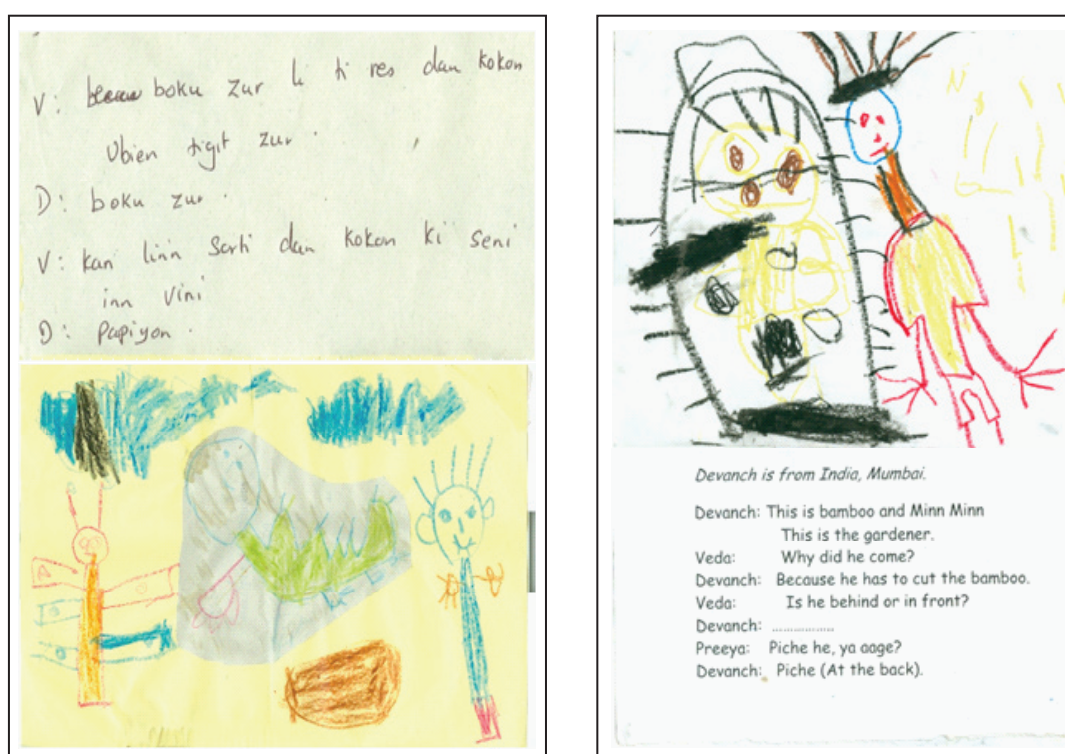 V: boku zur li ti res dan kokon
Ubien tigit zur.
D: boku zur.
V: kan linn sorti dan kokon ki seni
inn vini
D: papiyon.
Devanch is from India, Mumbai.
Devanch: This is bamboo and Minn Minn
This is the gardener.
Veda: Why did he come?
Devanch: Because he has to cut the bamboo.
Veda: Is he behind or in front?
Devanch: .................
Preeya: Piche he, ya aage?
Devanch: Piche (At the back).